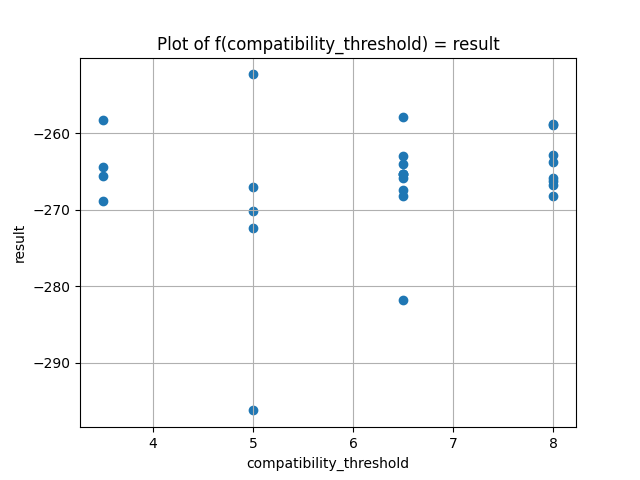 Plot of f(compatibility_threshold) = result
result
−260
−270
−280
−290
4 5 6 7 8
compatibility_threshold